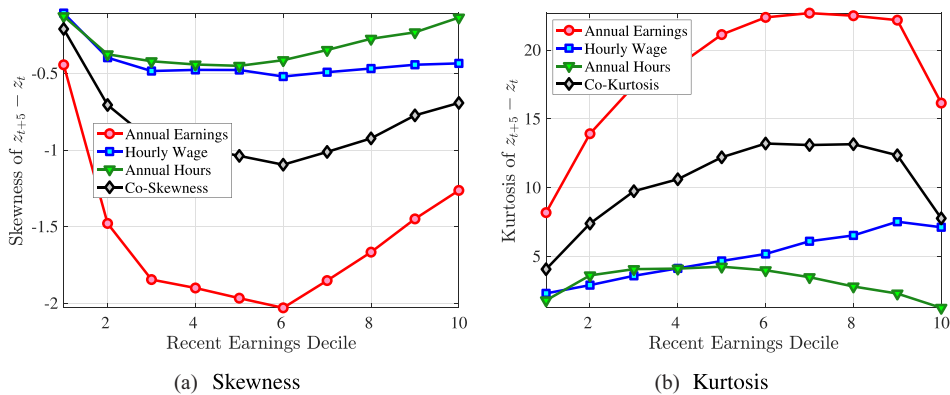 -0.5
-1
-1.5
-2
2
4
6
8
10
Skewness of z_{t+5} − z_t
Recent Earnings Decile
Annual Earnings
Hourly Wage
Annual Hours
Co-Skewness
(a) Skewness
20
15
10
5
2
4
6
8
10
Kurtosis of z_{t+5} − z_t
Recent Earnings Decile
Annual Earnings
Hourly Wage
Annual Hours
Co-Kurtosis
(b) Kurtosis